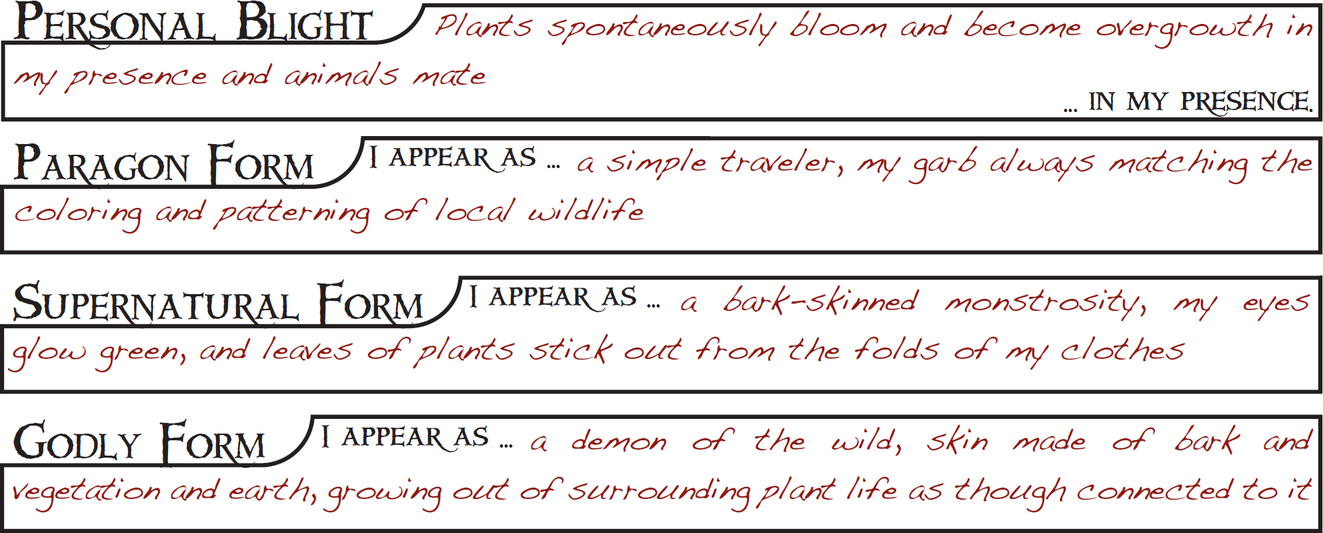 PERSONAL BLIGHT Plants spontaneously bloom and become overgrowth in
my presence and animals mate
... IN MY PRESENCE.
PARAGON FORM I APPEAR AS ... a simple traveler, my garb always matching the
coloring and patterning of local wildlife
SUPERNATURAL FORM I APPEAR AS ... a bark-skinned monstrosity, my eyes
glow green, and leaves of plants stick out from the folds of my clothes
GODLY FORM I APPEAR AS ... a demon of the wild, skin made of bark and
vegetation and earth, growing out of surrounding plant life as though connected to it